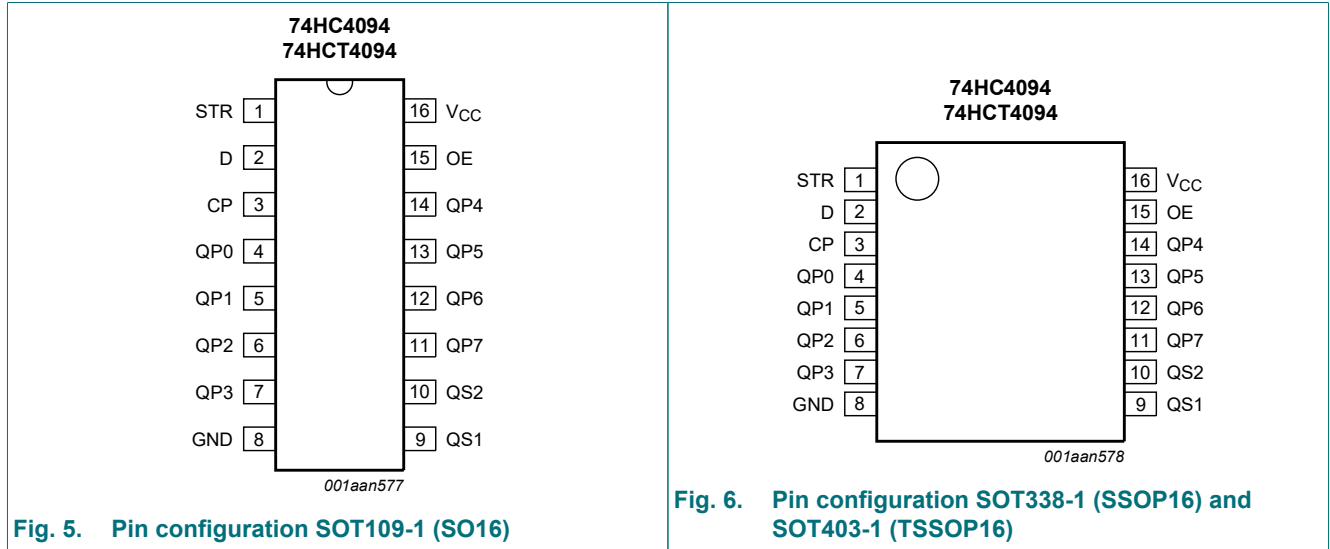 74HC4094
74HCT4094
STR 1 16 VCC
D 2 15 OE
CP 3 14 QP4
QP0 4 13 QP5
QP1 5 12 QP6
QP2 6 11 QP7
QP3 7 10 QS2
GND 8 9 QS1
001aan577
Fig. 5. Pin configuration SOT109-1 (SO16)
74HC4094
74HCT4094
STR 1 16 VCC
D 2 15 OE
CP 3 14 QP4
QP0 4 13 QP5
QP1 5 12 QP6
QP2 6 11 QP7
QP3 7 10 QS2
GND 8 9 QS1
001aan578
Fig. 6. Pin configuration SOT338-1 (SSOP16) and
SOT403-1 (TSSOP16)